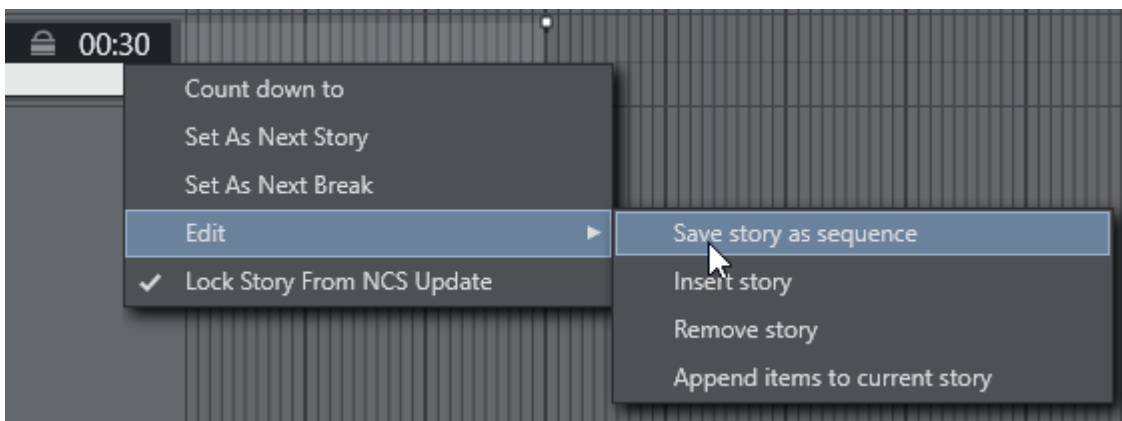 00:30
Count down to
Set As Next Story
Set As Next Break
Edit
Save story as sequence
Lock Story From NCS Update
Insert story
Remove story
Append items to current story